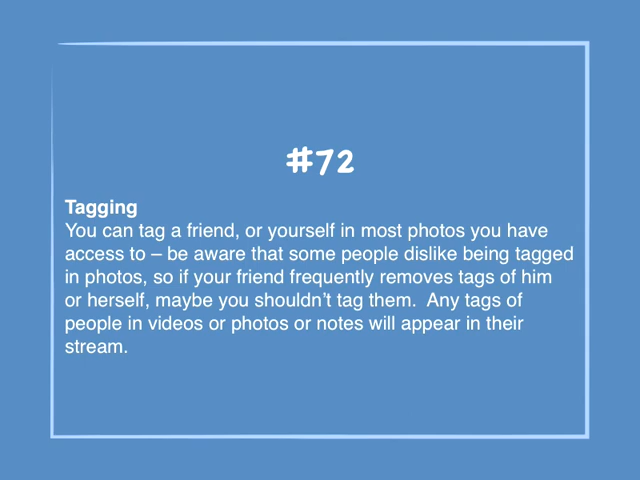 #72
Tagging
You can tag a friend, or yourself in most photos you have
access to – be aware that some people dislike being tagged
in photos, so if your friend frequently removes tags of him
or herself, maybe you shouldn’t tag them.  Any tags of
people in videos or photos or notes will appear in their
stream.